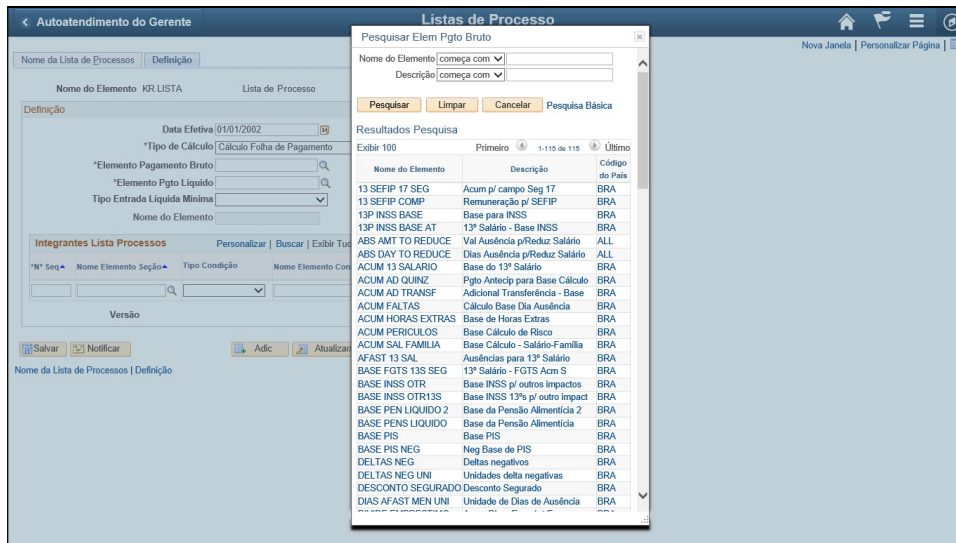 Autoatendimento do Gerente
Listas de Processo
Nova Janela | Personalizar Página |
Nome da Lista de Processos
Definição
Nome do Elemento KR LISTA
Lista de Processo
Definição
Data Efetiva 01/01/2002
*Tipo de Cálculo Cálculo Folha de Pagamento
*Elemento Pagamento Bruto
*Elemento Pgto Líquido
Tipo Entrada Líquida Mínima
Nome do Elemento
Integrantes Lista Processos
Personalizar | Buscar | Exibir
*Nº Seq
Nome Elemento Seção
Tipo Condição
Nome Elemento
Versão
Salvar
Notificar
Adic
Nome da Lista de Processos | Definição
Pesquisar Elem Pgto Bruto
Nome do Elemento começa com
Descrição começa com
Pesquisar
Limpar
Cancelar
Pesquisa Básica
Resultados Pesquisa
Exibir 100
Primeiro
1-115 de 115
Último
Nome do Elemento
Descrição
Código do País
13 SEFIP 17 SEG Acum p/ campo Seg 17 BRA
13 SEFIP COMP Remuneração p/ SEFIP BRA
13P INSS BASE Base para INSS BRA
13P INSS BASE AT 13º Salário - Base INSS BRA
ABS AMT TO REDUCE Val Ausência p/Reduz Salário ALL
ABS DAY TO REDUCE Dias Ausência p/Reduz Salário ALL
ACUM 13 SALARIO Base do 13º Salário BRA
ACUM AD QUINZ Pgto Antecip para Base Cálculo BRA
ACUM AD TRANSF Adicional Transferência - Base BRA
ACUM FALTAS Cálculo Base Dia Ausência BRA
ACUM HORAS EXTRAS Base de Horas Extras BRA
ACUM PERICULOS Base Cálculo de Risco BRA
ACUM SAL FAMILIA Base Cálculo - Salário-Família BRA
AFAST 13 SAL Ausências para 13º Salário BRA
BASE FGTS 13S SEG 13º Salário - FGTS Acm S BRA
BASE INSS OTR Base INSS p/ outros impactos BRA
BASE INSS OTR13S Base INSS 13ºs p/ outro impact BRA
BASE PEN LIQUIDO 2 Base da Pensão Alimentícia 2 BRA
BASE PENS LIQUIDO Base da Pensão Alimentícia BRA
BASE PIS Base PIS BRA
BASE PIS NEG Neg Base de PIS BRA
DELTAS NEG Deltas negativos BRA
DELTAS NEG UNI Unidades delta negativas BRA
DESCONTO SEGURADO Desconto Segurado BRA
DIAS AFAST MEN UNI Unidade de Dias de Ausência BRA